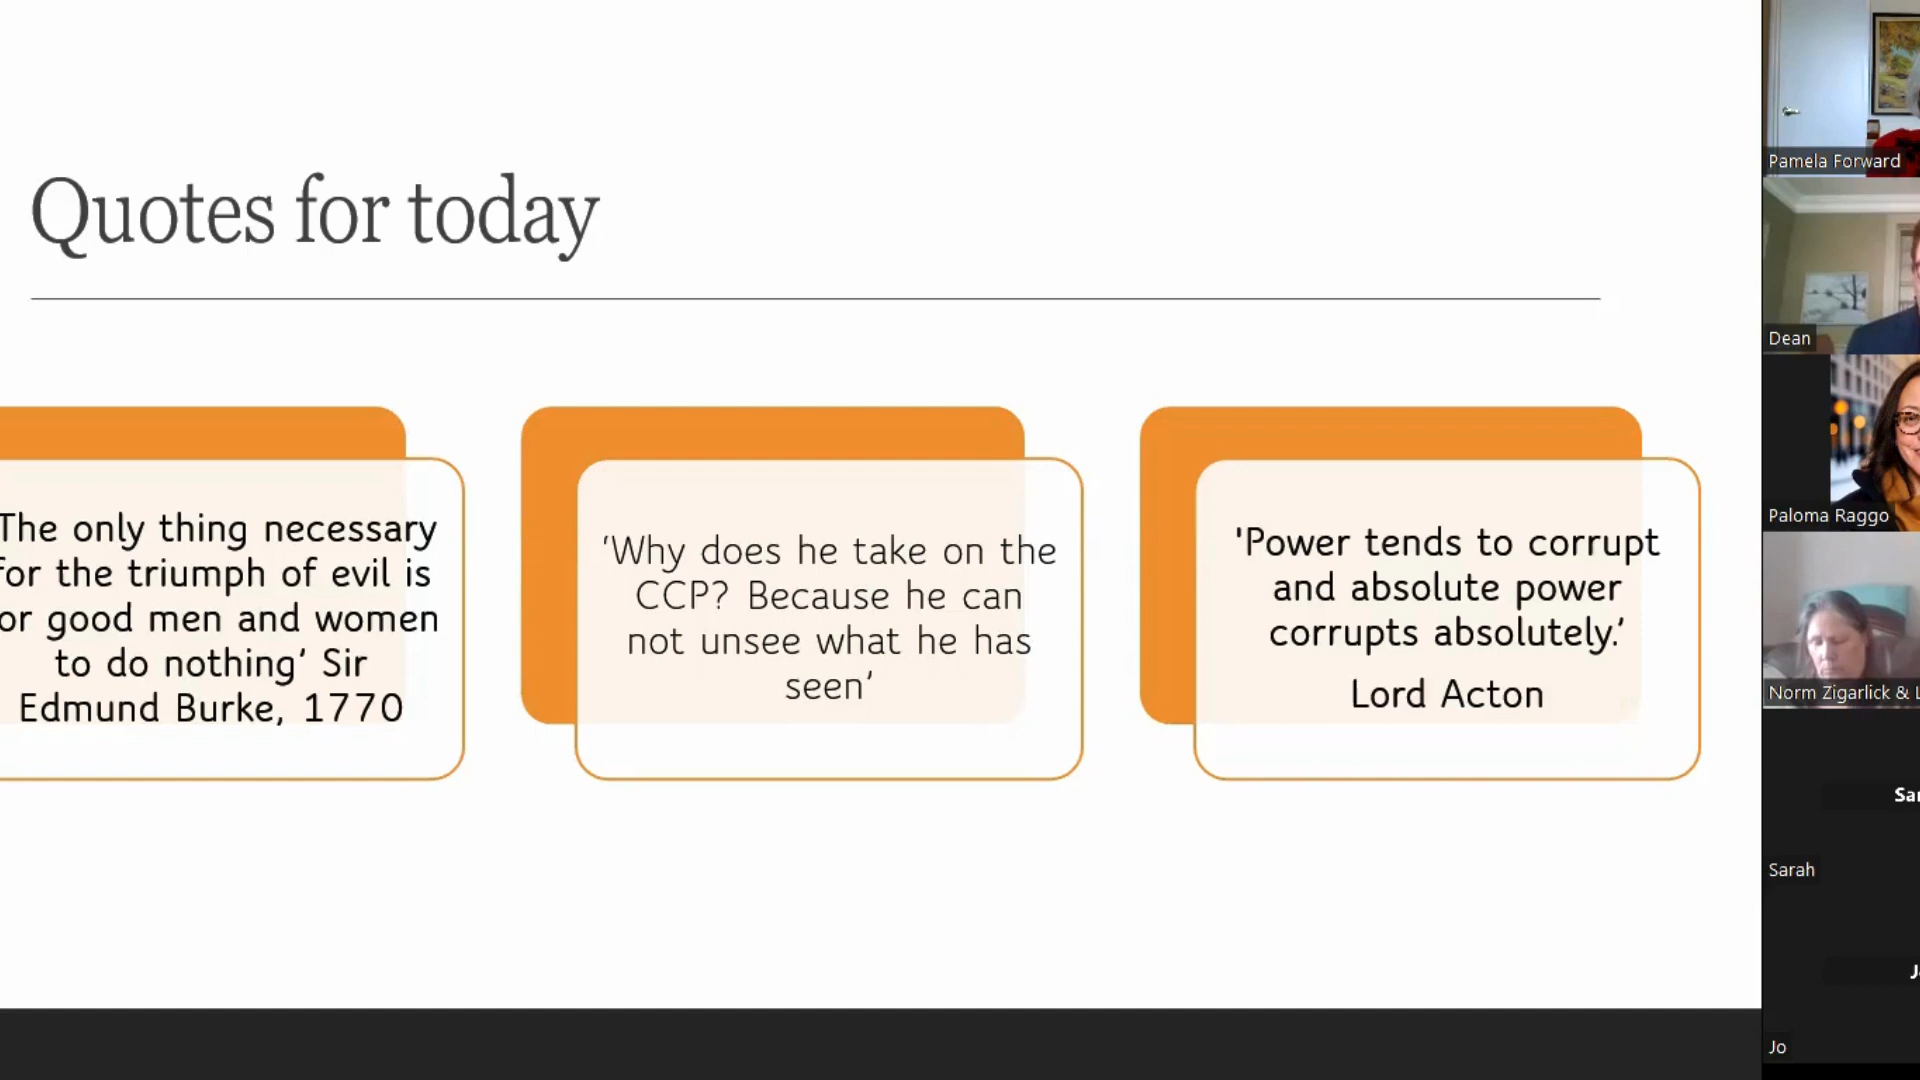 Quotes for today
The only thing necessary
for the triumph of evil is
or good men and women
to do nothing’ Sir
Edmund Burke, 1770
‘Why does he take on the
CCP? Because he can
not unsee what he has
seen’
'Power tends to corrupt
and absolute power
corrupts absolutely.’
Lord Acton
Pamela Forward
Dean
Paloma Raggo
Norm Zigarlick & L
Sar
Sarah
J
Jo